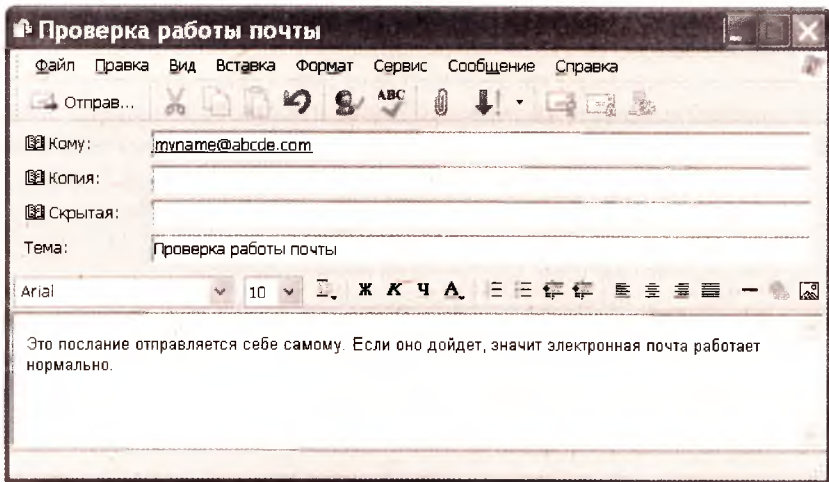 Проверка работы почты
Файл Правка Вид Вставка Формат Сервис Сообщение Справка
Отправ... ABC
Кому: myname@abcde.com
Копия:
Скрытая:
Тема: Проверка работы почты
Arial 10 Ж К Ч А
Это послание отправляется себе самому. Если оно дойдет, значит электронная почта работает
нормально.